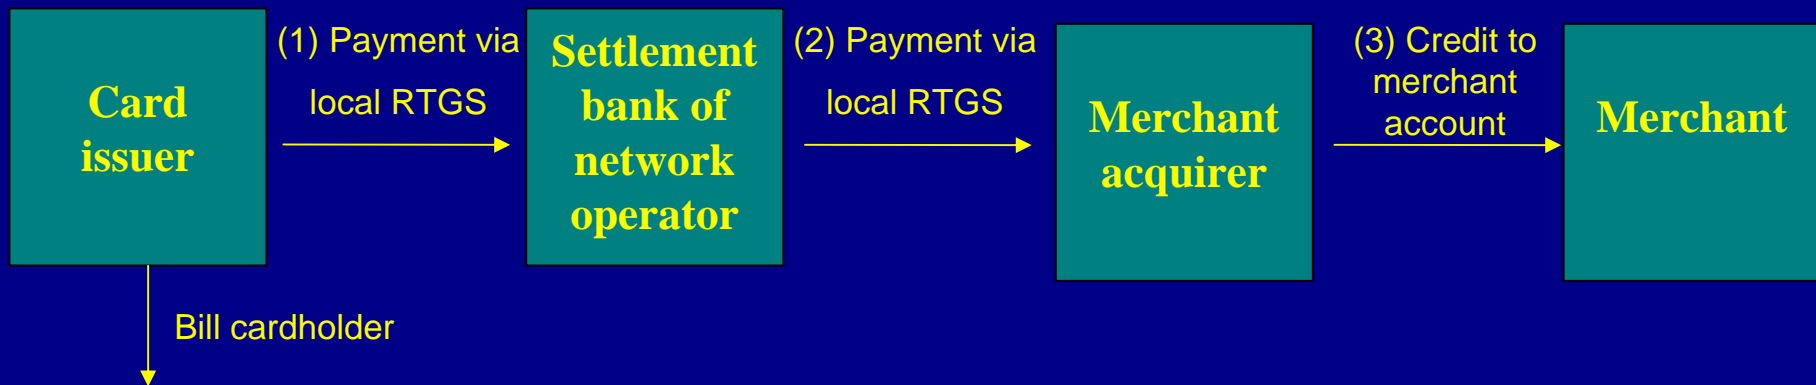 Card
issuer
(1) Payment via
local RTGS
Settlement
bank of
network
operator
(2) Payment via
local RTGS
Merchant
acquirer
(3) Credit to
merchant
account
Merchant
Bill cardholder